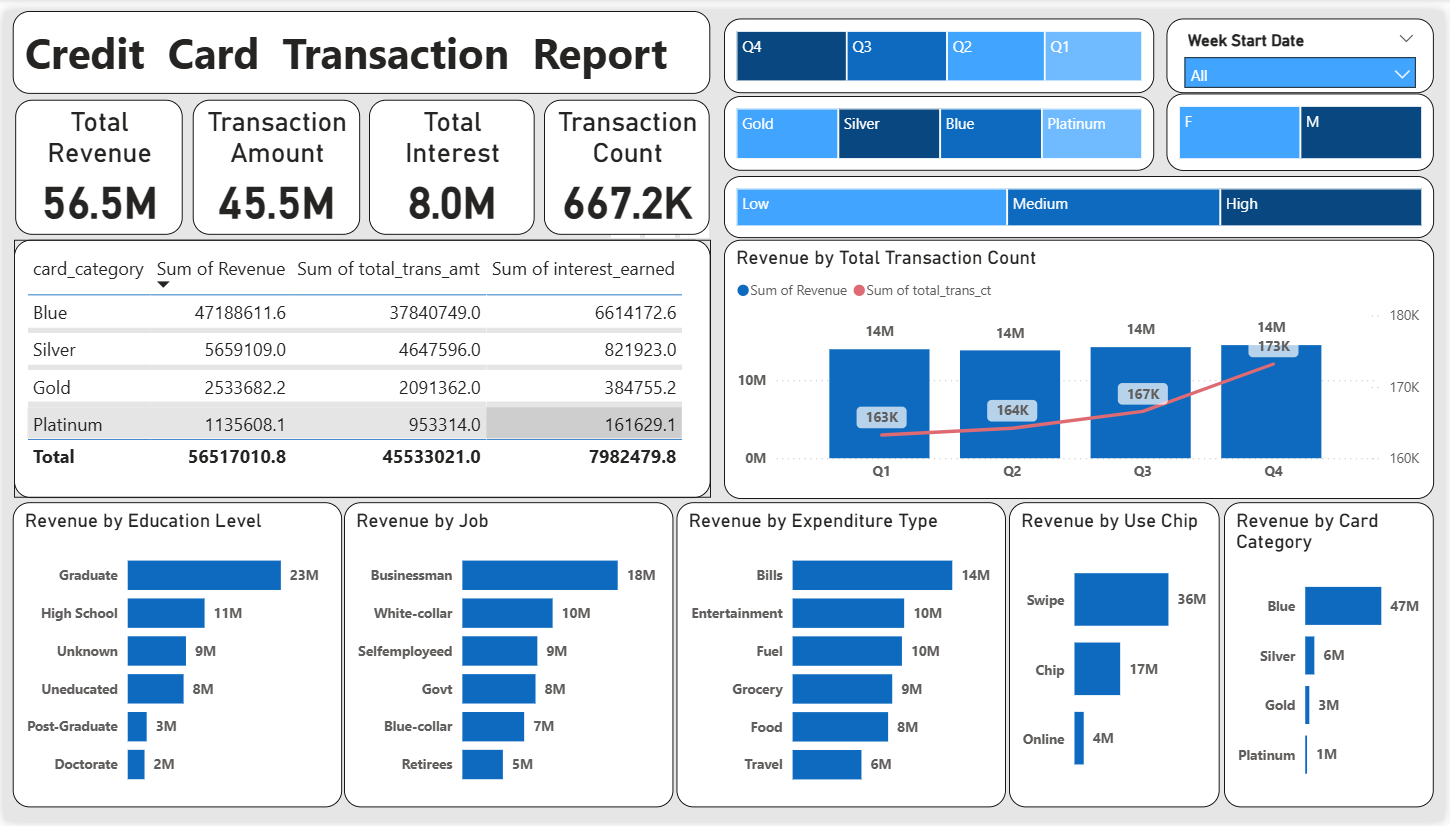 Credit Card Transaction Report
Total Revenue
56.5M
Transaction Amount
45.5M
Total Interest
8.0M
Transaction Count
667.2K
Q4 Q3 Q2 Q1
Week Start Date
All
Gold Silver Blue Platinum
F M
Low Medium High
card_category Sum of Revenue Sum of total_trans_amt Sum of interest_earned
Blue 47188611.6 37840749.0 6614172.6
Silver 5659109.0 4647596.0 821923.0
Gold 2533682.2 2091362.0 384755.2
Platinum 1135608.1 953314.0 161629.1
Total 56517010.8 45533021.0 7982479.8
Revenue by Total Transaction Count
Sum of Revenue Sum of total_trans_ct
180K
14M 14M 14M 14M
173K
10M 170K
163K 164K 167K
0M 160K
Q1 Q2 Q3 Q4
Revenue by Education Level
Graduate 23M
High School 11M
Unknown 9M
Uneducated 8M
Post-Graduate 3M
Doctorate 2M
Revenue by Job
Businessman 18M
White-collar 10M
Selfemployeed 9M
Govt 8M
Blue-collar 7M
Retirees 5M
Revenue by Expenditure Type
Bills 14M
Entertainment 10M
Fuel 10M
Grocery 9M
Food 8M
Travel 6M
Revenue by Use Chip
Swipe 36M
Chip 17M
Online 4M
Revenue by Card
Category
Blue 47M
Silver 6M
Gold 3M
Platinum 1M